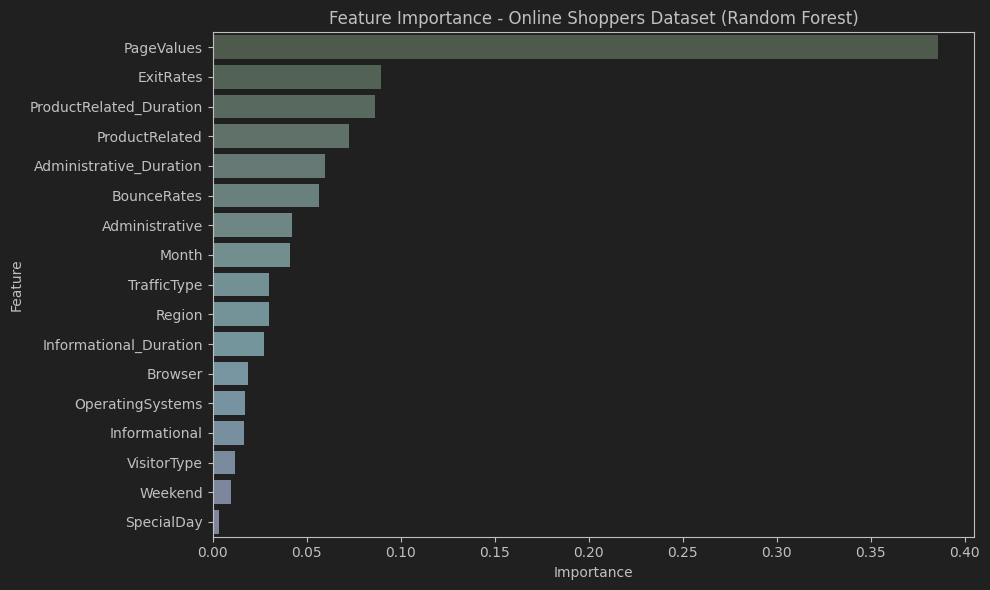 Feature Importance - Online Shoppers Dataset (Random Forest)
PageValues
ExitRates
ProductRelated_Duration
ProductRelated
Administrative_Duration
BounceRates
Administrative
Month
TrafficType
Region
Informational_Duration
Browser
OperatingSystems
Informational
VisitorType
Weekend
SpecialDay
Feature
0.00 0.05 0.10 0.15 0.20 0.25 0.30 0.35 0.40
Importance